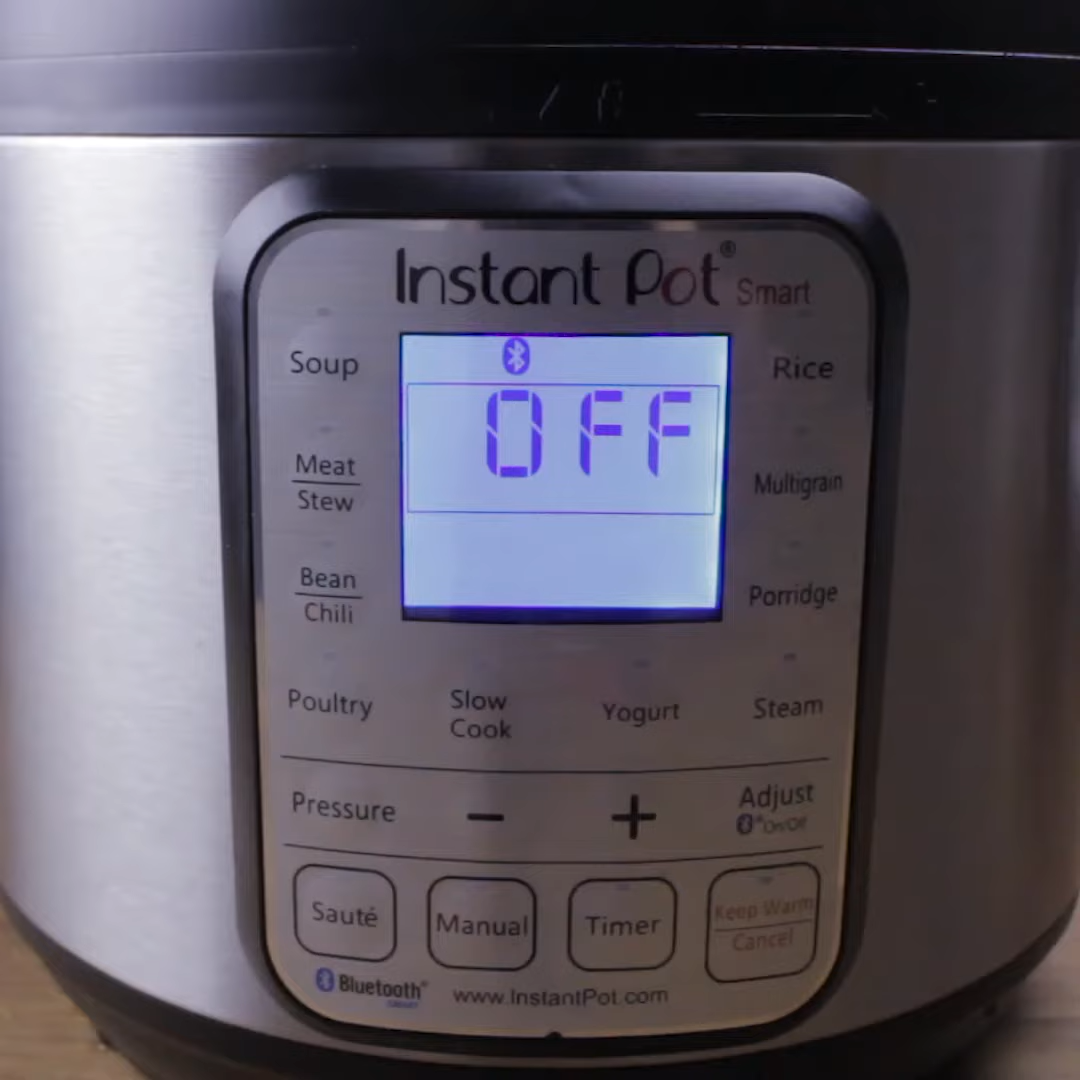 Instant Pot® Smart
Soup
Rice
OFF
Meat
Stew
Multigrain
Bean
Chili
Porridge
Poultry
Slow
Cook
Yogurt
Steam
Pressure
−
+
Adjust
On/Off
Sauté
Manual
Timer
Keep Warm
Cancel
Bluetooth®
www.InstantPot.com